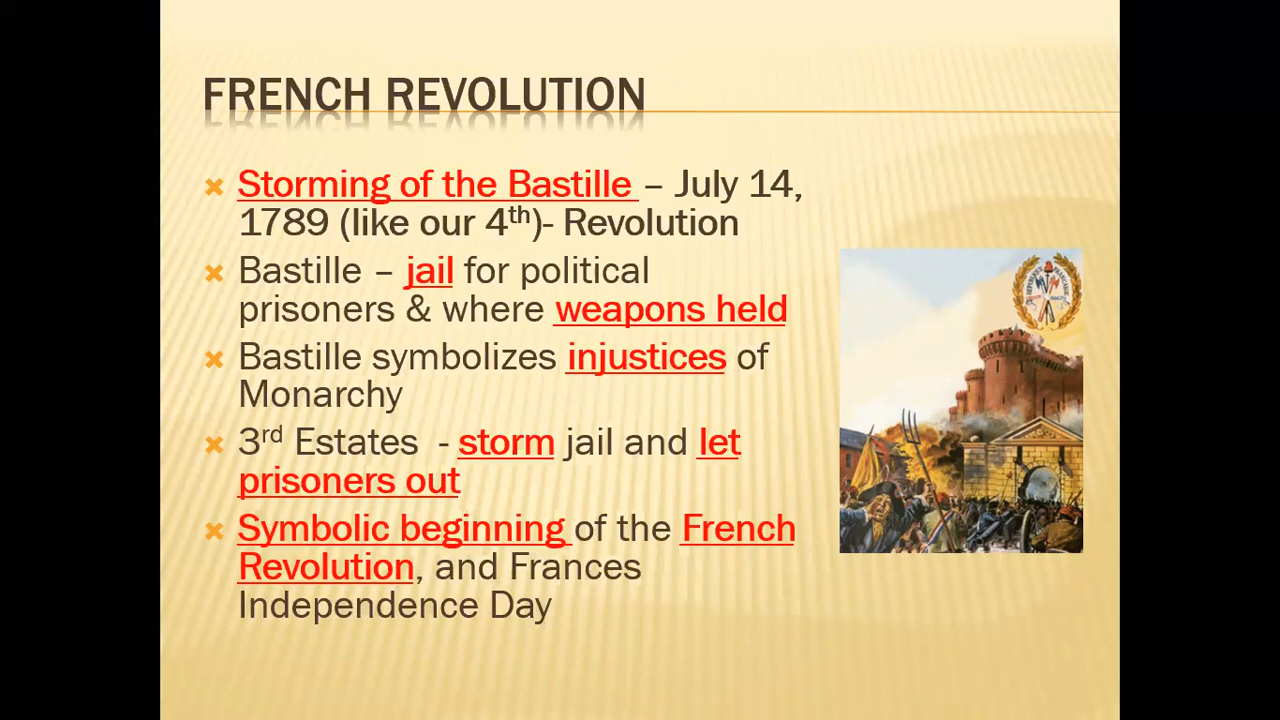 FRENCH REVOLUTION
Storming of the Bastille – July 14,
1789 (like our 4th)- Revolution
Bastille – jail for political
prisoners & where weapons held
Bastille symbolizes injustices of
Monarchy
3rd Estates - storm jail and let
prisoners out
Symbolic beginning of the French
Revolution, and Frances
Independence Day